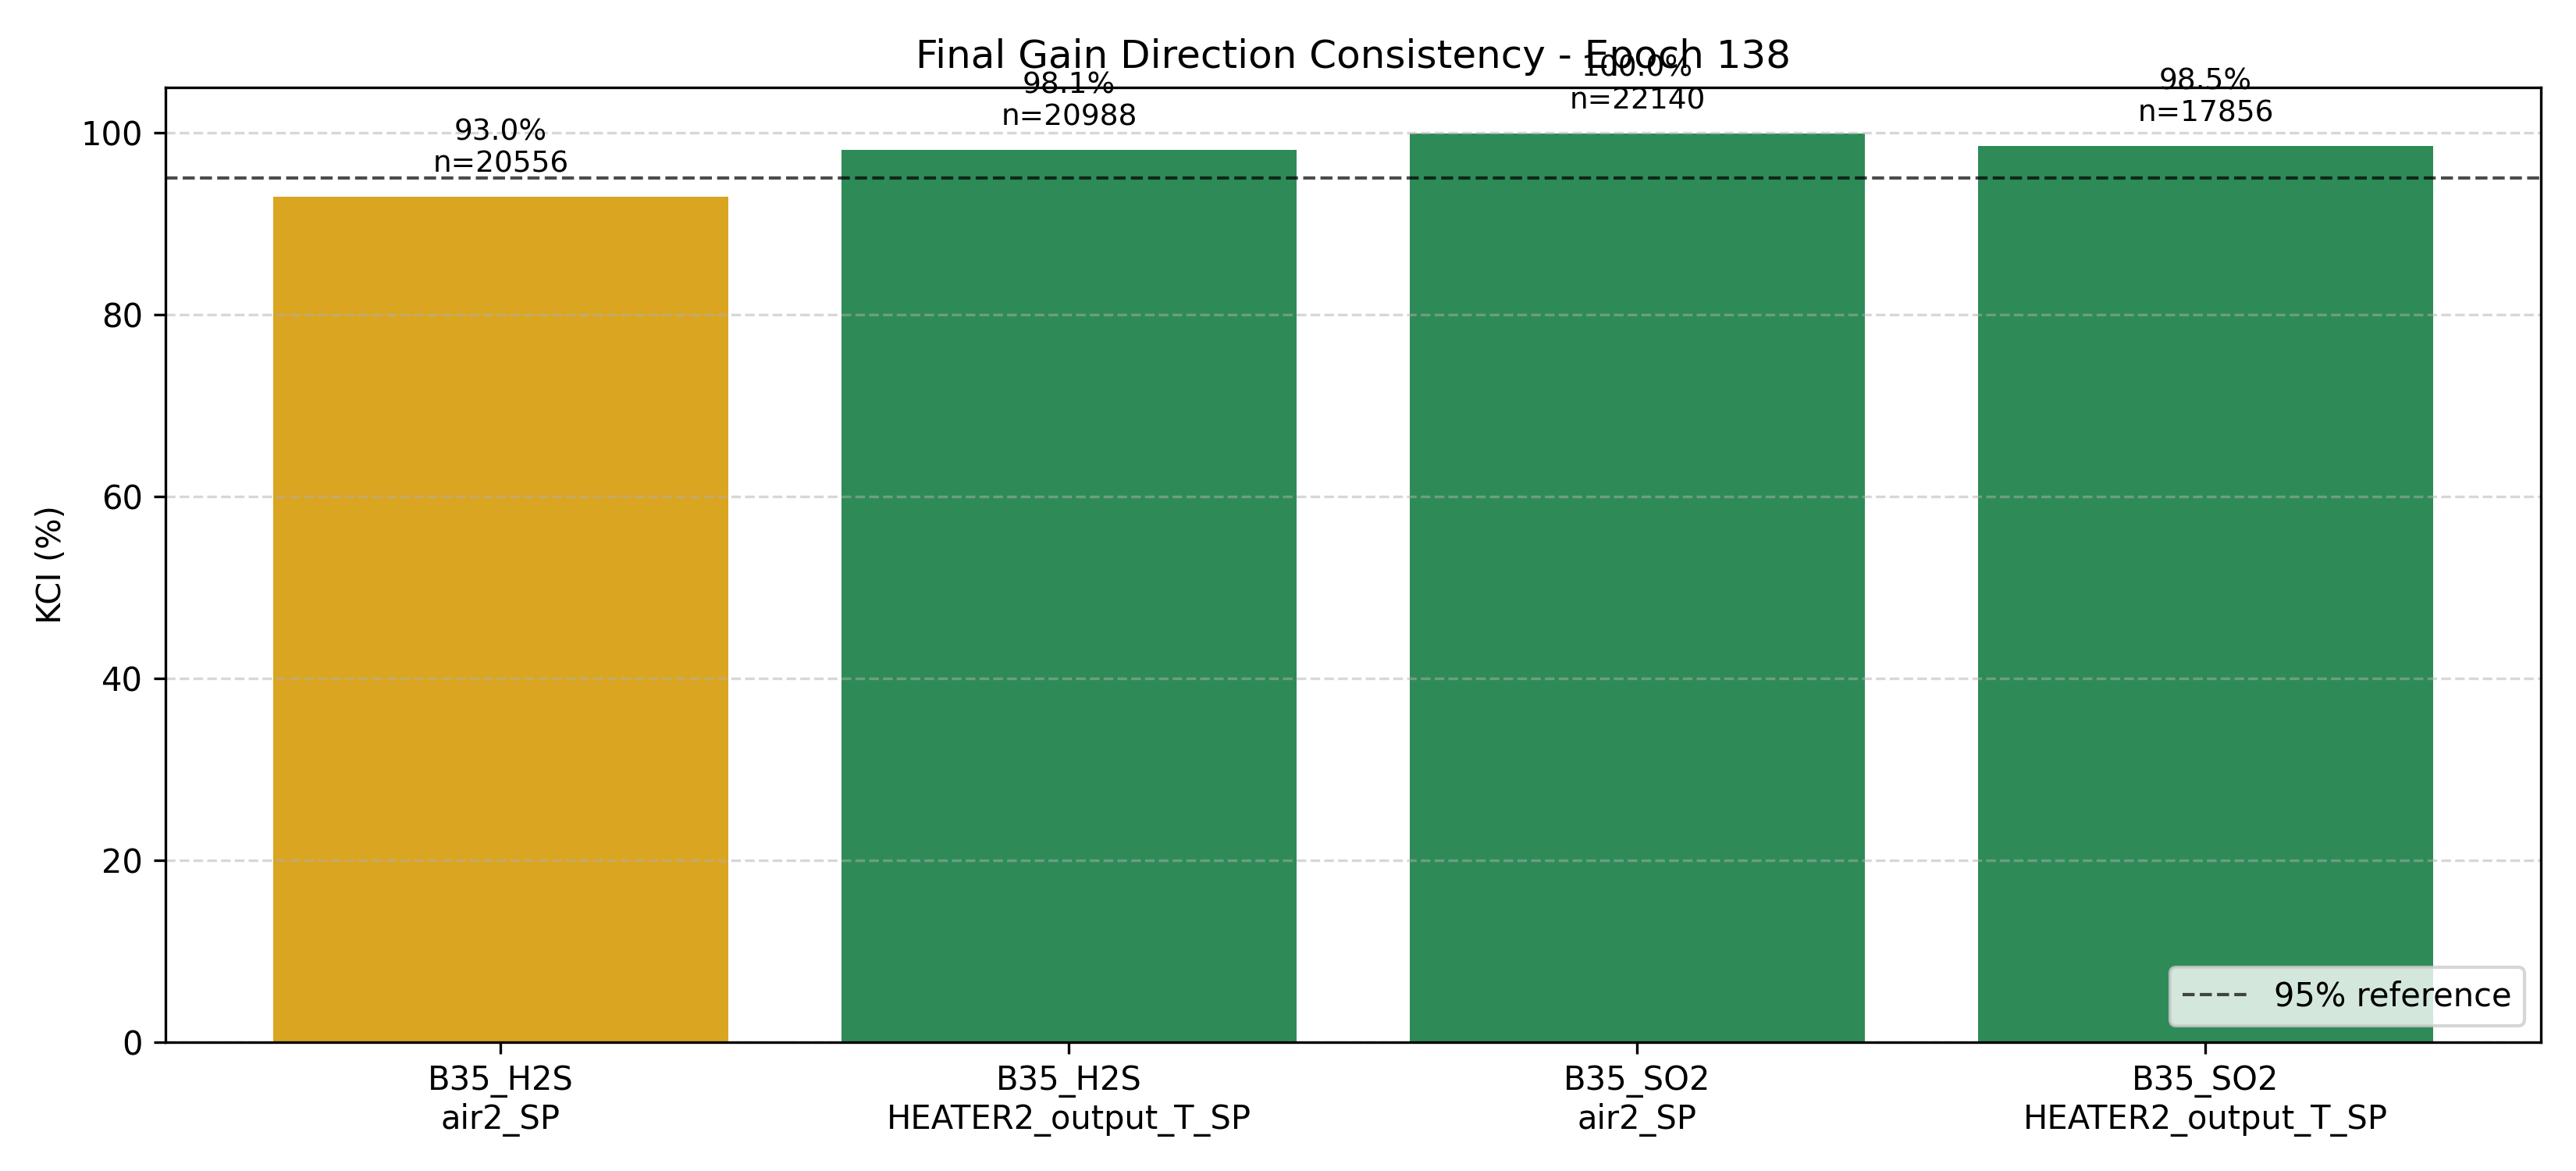 Final Gain Direction Consistency - Epoch 138
93.0%
n=20556
98.1%
n=20988
100.0%
n=22140
98.5%
n=17856
KCI (%)
100
80
60
40
20
0
95% reference
B35_H2S
air2_SP
B35_H2S
HEATER2_output_T_SP
B35_SO2
air2_SP
B35_SO2
HEATER2_output_T_SP